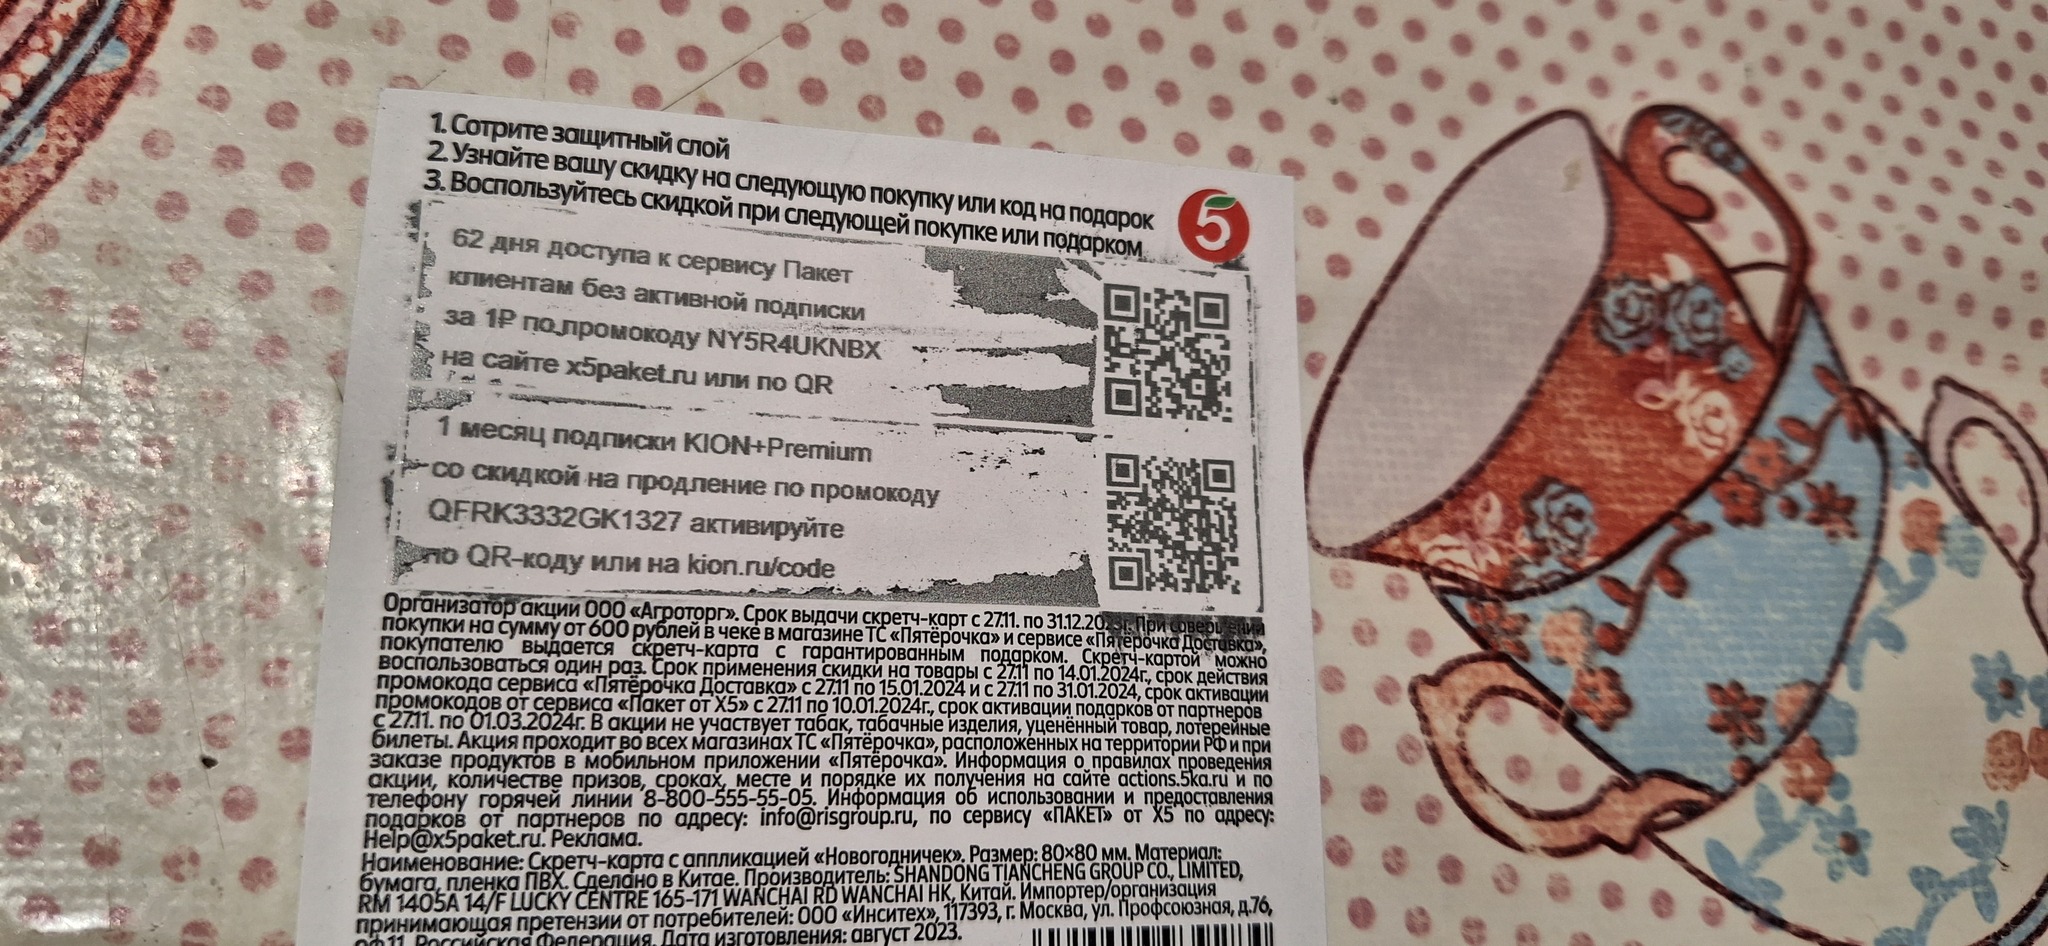 1. Сотрите защитный слой
2. Узнайте вашу скидку на следующую покупку или код на подарок
3. Воспользуйтесь скидкой при следующей покупке или подарком
5
62 дня доступа к сервису Пакет
клиентам без активной подписки
за 1₽ по промокоду NY5R4UKNBX
на сайте x5paket.ru или по QR
1 месяц подписки KION+Premium
со скидкой на продление по промокоду
QFRK3332GK1327 активируйте
по QR-коду или на kion.ru/code
Организатор акции ООО «Агроторг». Срок выдачи скретч-карт с 27.11. по 31.12.2023г. При совершении
покупки на сумму от 600 рублей в чеке в магазине ТС «Пятёрочка» и сервисе «Пятёрочка Доставка»,
покупателю выдается скретч-карта с гарантированным подарком. Скретч-картой можно
воспользоваться один раз. Срок применения скидки на товары с 27.11 по 14.01.2024г., срок действия
промокода сервиса «Пятёрочка Доставка» с 27.11 по 15.01.2024 и с 27.11 по 31.01.2024, срок активации
промокодов от сервиса «Пакет от X5» с 27.11 по 10.01.2024г., срок активации подарков от партнеров
с 27.11. по 01.03.2024г. В акции не участвует табак, табачные изделия, уценённый товар, лотерейные
билеты. Акция проходит во всех магазинах ТС «Пятёрочка», расположенных на территории РФ и при
заказе продуктов в мобильном приложении «Пятёрочка». Информация о правилах проведения
акции, количестве призов, сроках, месте и порядке их получения на сайте actions.5ka.ru и по
телефону горячей линии 8-800-555-55-05. Информация об использовании и предоставления
подарков от партнеров по адресу: info@risgroup.ru, по сервису «ПАКЕТ» от X5 по адресу:
Help@x5paket.ru. Реклама.
Наименование: Скретч-карта с аппликацией «Новогодничек». Размер: 80×80 мм. Материал:
бумага, пленка ПВХ. Сделано в Китае. Производитель: SHANDONG TIANCHENG GROUP CO., LIMITED,
RM 1405A 14/F LUCKY CENTRE 165-171 WANCHAI RD WANCHAI HK, Китай. Импортер/организация
принимающая претензии от потребителей: ООО «Инситех», 117393, г. Москва, ул. Профсоюзная, д.76,
оф.11, Российская Федерация. Дата изготовления: август 2023.